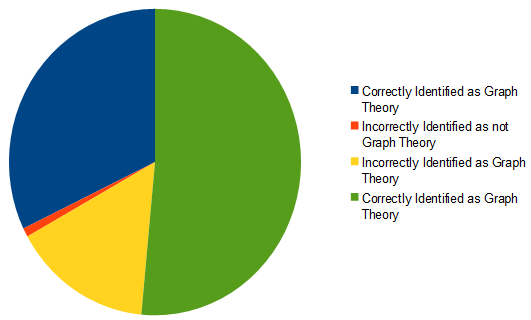 Correctly Identified as Graph
Theory
Incorrectly Identified as not
Graph Theory
Incorrectly Identified as Graph
Theory
Correctly Identified as Graph
Theory